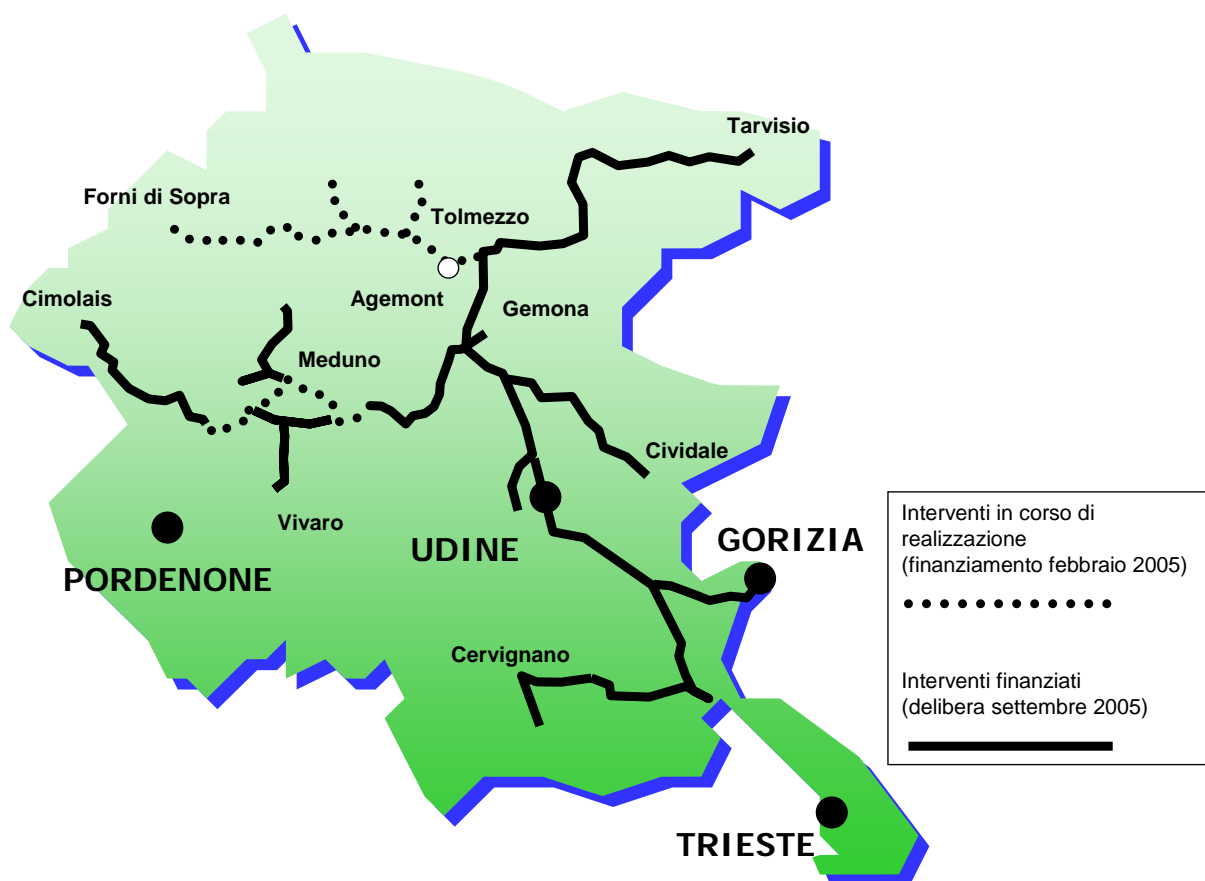 Tarvisio
Forni di Sopra
Tolmezzo
Cimolais
Agemont
Gemona
Meduno
Cividale
Vivaro
UDINE
GORIZIA
PORDENONE
Cervignano
TRIESTE
Interventi in corso di
realizzazione
(finanziamento febbraio 2005)
Interventi finanziati
(delibera settembre 2005)